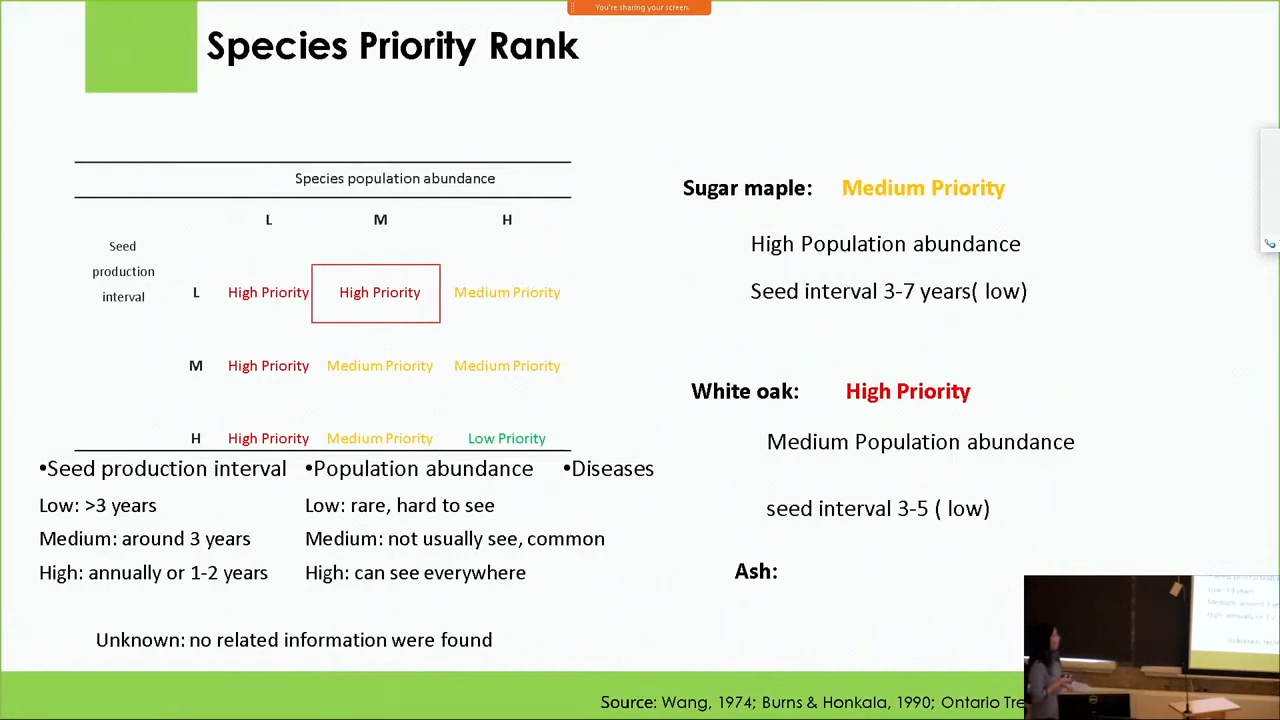 You're sharing your screen.
Species Priority Rank
Species population abundance
L M H
Seed
production
interval
L High Priority High Priority Medium Priority
M High Priority Medium Priority Medium Priority
H High Priority Medium Priority Low Priority
•Seed production interval •Population abundance •Diseases
Low: >3 years Low: rare, hard to see
Medium: around 3 years Medium: not usually see, common
High: annually or 1-2 years High: can see everywhere
Unknown: no related information were found
Sugar maple: Medium Priority
High Population abundance
Seed interval 3-7 years( low)
White oak: High Priority
Medium Population abundance
seed interval 3-5 ( low)
Ash:
Source: Wang, 1974; Burns & Honkala, 1990; Ontario